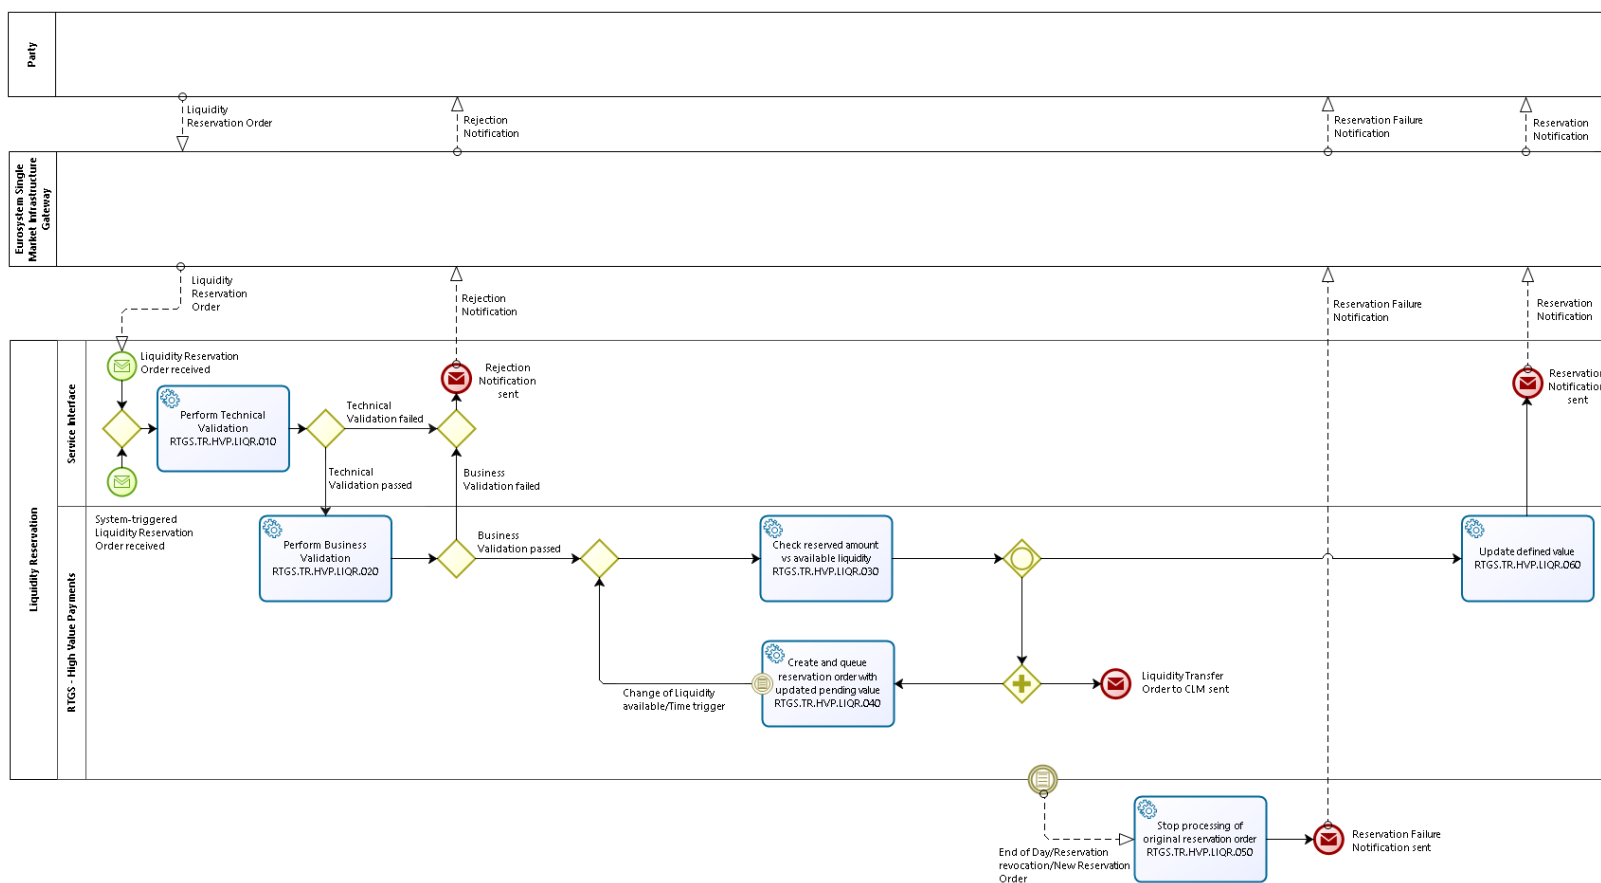 Party
Liquidity
Reservation Order
Rejection
Notification
Reservation Failure
Notification
Reservation
Notification
Eurosystem Single
Market Infrastructure
Gateway
Liquidity
Reservation
Order
Rejection
Notification
Reservation Failure
Notification
Reservation
Notification
Liquidity Reservation
Service Interface
Liquidity Reservation
Order received
Rejection
Notification
sent
Reservation
Notification
sent
Perform Technical
Validation
RTGS.TR.HVP.LIQR.010
Technical
Validation failed
Technical
Validation passed
Business
Validation failed
RTGS - High Value Payments
System-triggered
Liquidity Reservation
Order received
Perform Business
Validation
RTGS.TR.HVP.LIQR.020
Business
Validation passed
Check reserved amount
vs available liquidity
RTGS.TR.HVP.LIQR.030
Update defined value
RTGS.TR.HVP.LIQR.060
Create and queue
reservation order with
updated pending value
RTGS.TR.HVP.LIQR.040
Change of Liquidity
available/Time trigger
Liquidity Transfer
Order to CLM sent
End of Day/Reservation
revocation/New Reservation
Order
Stop processing of
original reservation order
RTGS.TR.HVP.LIQR.050
Reservation Failure
Notification sent